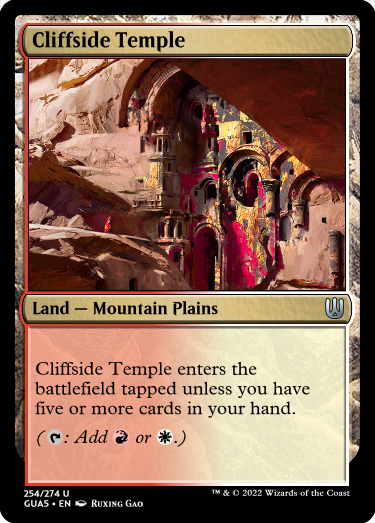 Cliffside Temple
Land — Mountain Plains
Cliffside Temple enters the
battlefield tapped unless you have
five or more cards in your hand.
(T: Add R or W.)
254/274 U
GUA5 • EN Ruxing Gao
™ & © 2022 Wizards of the Coast